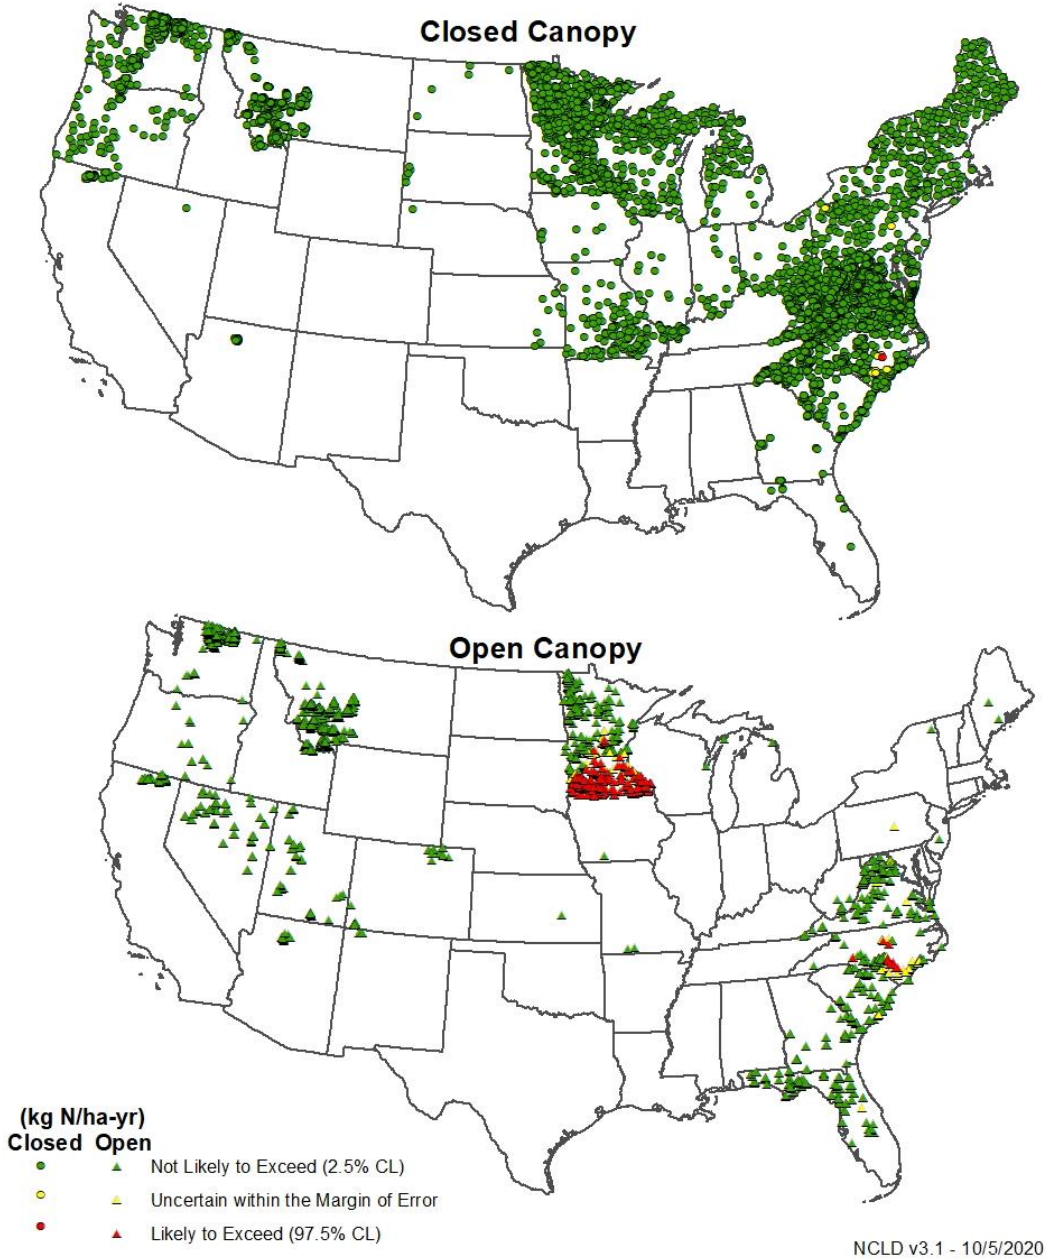 Closed Canopy
Open Canopy
(kg N/ha-yr)
Closed Open
Not Likely to Exceed (2.5% CL)
Uncertain within the Margin of Error
Likely to Exceed (97.5% CL)
NCLD v3.1 - 10/5/2020